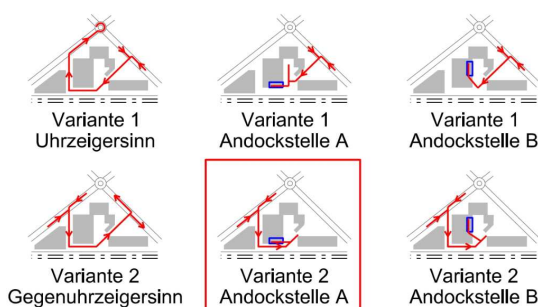 Variante 1
Uhrzeigersinn
Variante 1
Andockstelle A
Variante 1
Andockstelle B
Variante 2
Gegenuhrzeigersinn
Variante 2
Andockstelle A
Variante 2
Andockstelle B